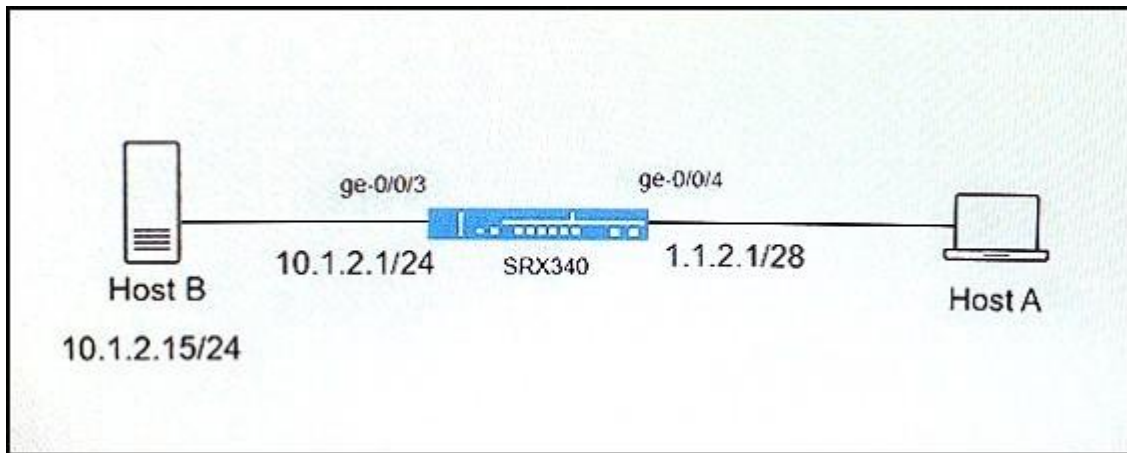 ge-0/0/3
ge-0/0/4
10.1.2.1/24
SRX340
1.1.2.1/28
Host B
Host A
10.1.2.15/24